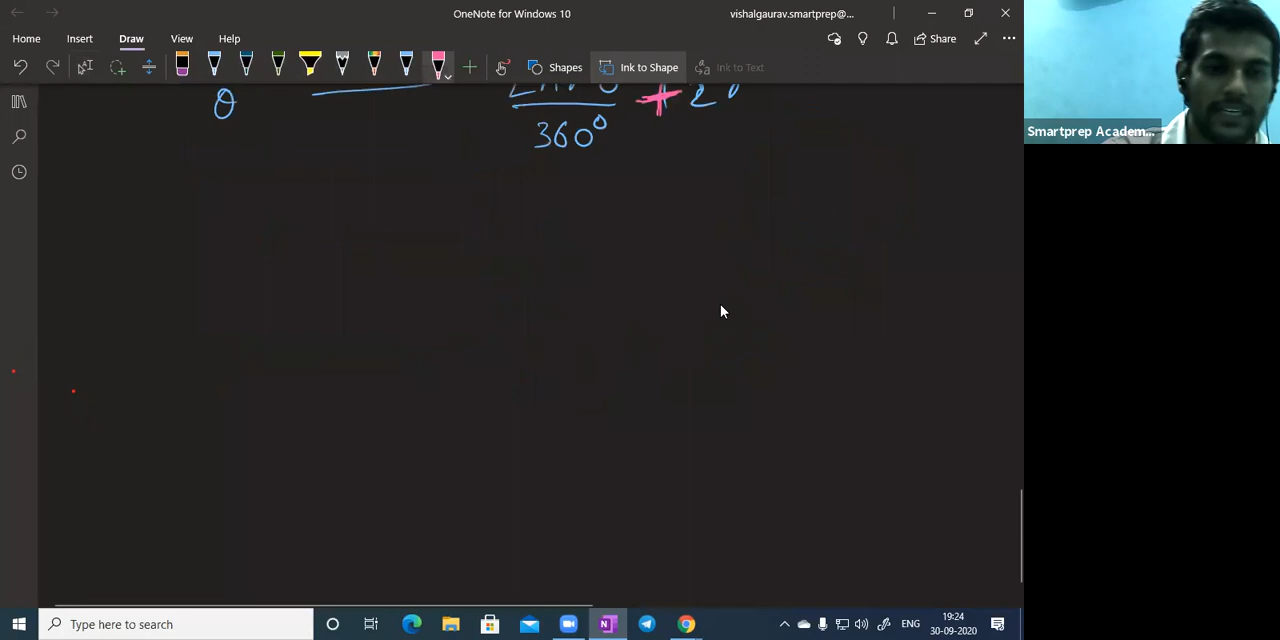 OneNote for Windows 10
vishalgaurav.smartprep@...
Home Insert Draw View Help
Share
Shapes
Ink to Shape
Ink to Text
θ
360°
Smartprep Academ...
Type here to search
ENG
19:24
30-09-2020